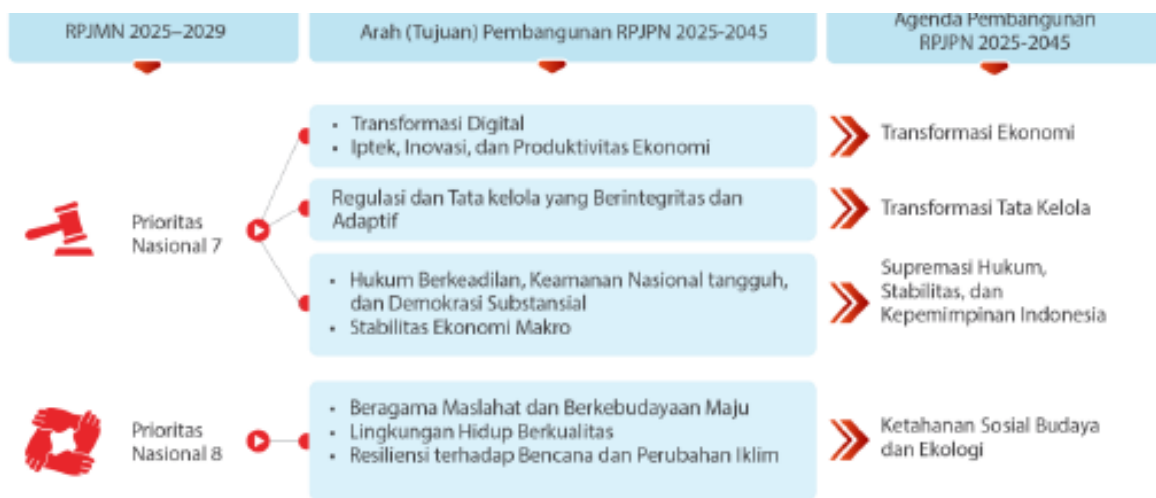 RPJMN 2025–2029
Arah (Tujuan) Pembangunan RPJPN 2025-2045
Agenda Pembangunan
RPJPN 2025-2045
Prioritas
Nasional 7
• Transformasi Digital
• Iptek, Inovasi, dan Produktivitas Ekonomi
Transformasi Ekonomi
Regulasi dan Tata kelola yang Berintegritas dan
Adaptif
Transformasi Tata Kelola
• Hukum Berkeadilan, Keamanan Nasional tangguh,
dan Demokrasi Substansial
• Stabilitas Ekonomi Makro
Supremasi Hukum,
Stabilitas, dan
Kepemimpinan Indonesia
Prioritas
Nasional 8
• Beragama Maslahat dan Berkebudayaan Maju
• Lingkungan Hidup Berkualitas
• Resiliensi terhadap Bencana dan Perubahan Iklim
Ketahanan Sosial Budaya
dan Ekologi